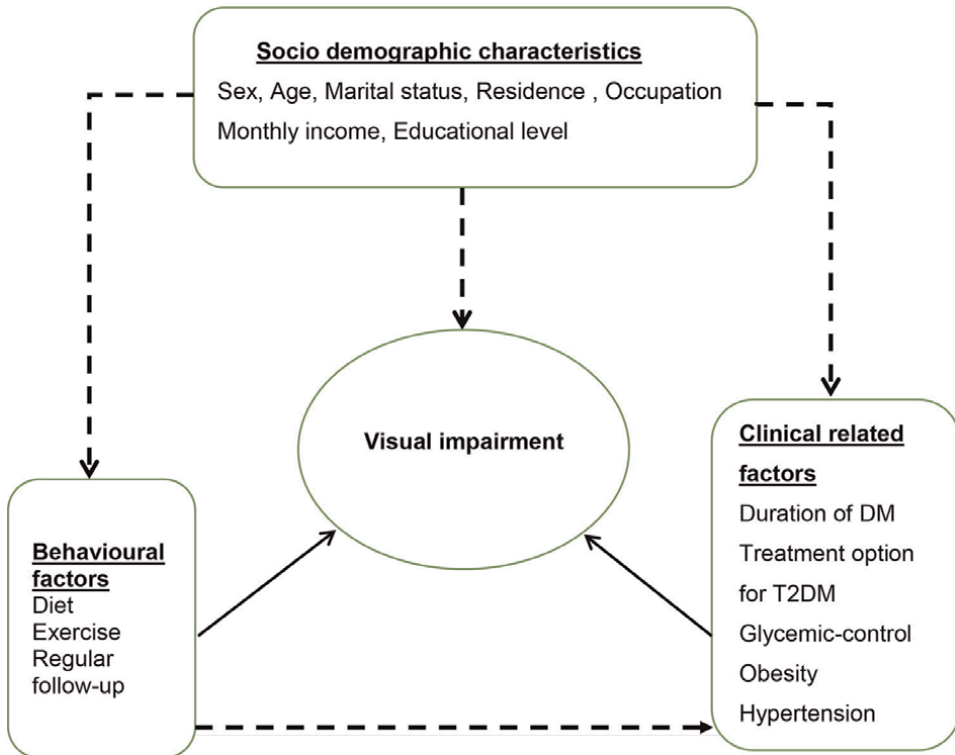 Socio demographic characteristics
Sex, Age, Marital status, Residence , Occupation
Monthly income, Educational level
Visual impairment
Behavioural
factors
Diet
Exercise
Regular
follow-up
Clinical related
factors
Duration of DM
Treatment option
for T2DM
Glycemic-control
Obesity
Hypertension